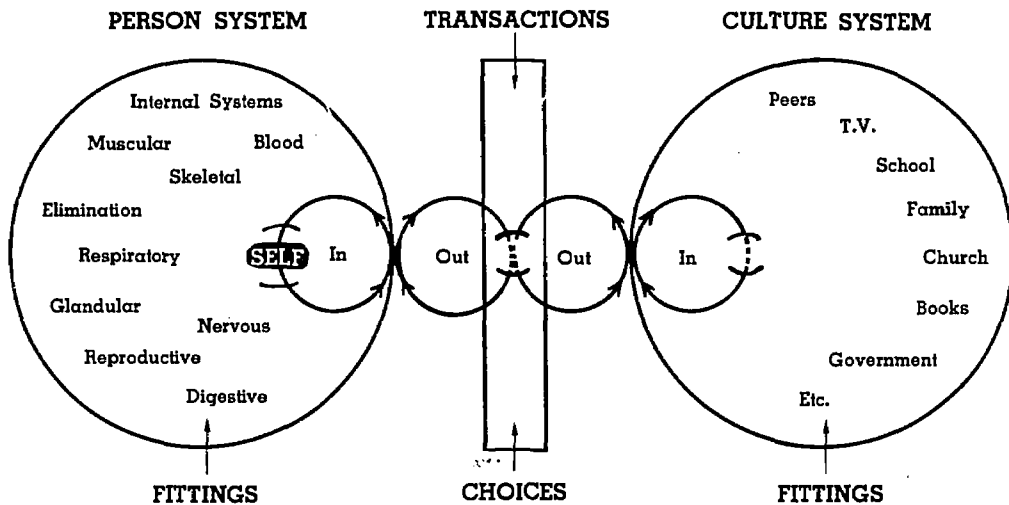 PERSON SYSTEM
TRANSACTIONS
CULTURE SYSTEM
Internal Systems
Muscular
Blood
Skeletal
Elimination
Respiratory
SELF
In
Glandular
Nervous
Reproductive
Digestive
Out
Out
In
Peers
T.V.
School
Family
Church
Books
Government
Etc.
FITTINGS
CHOICES
FITTINGS